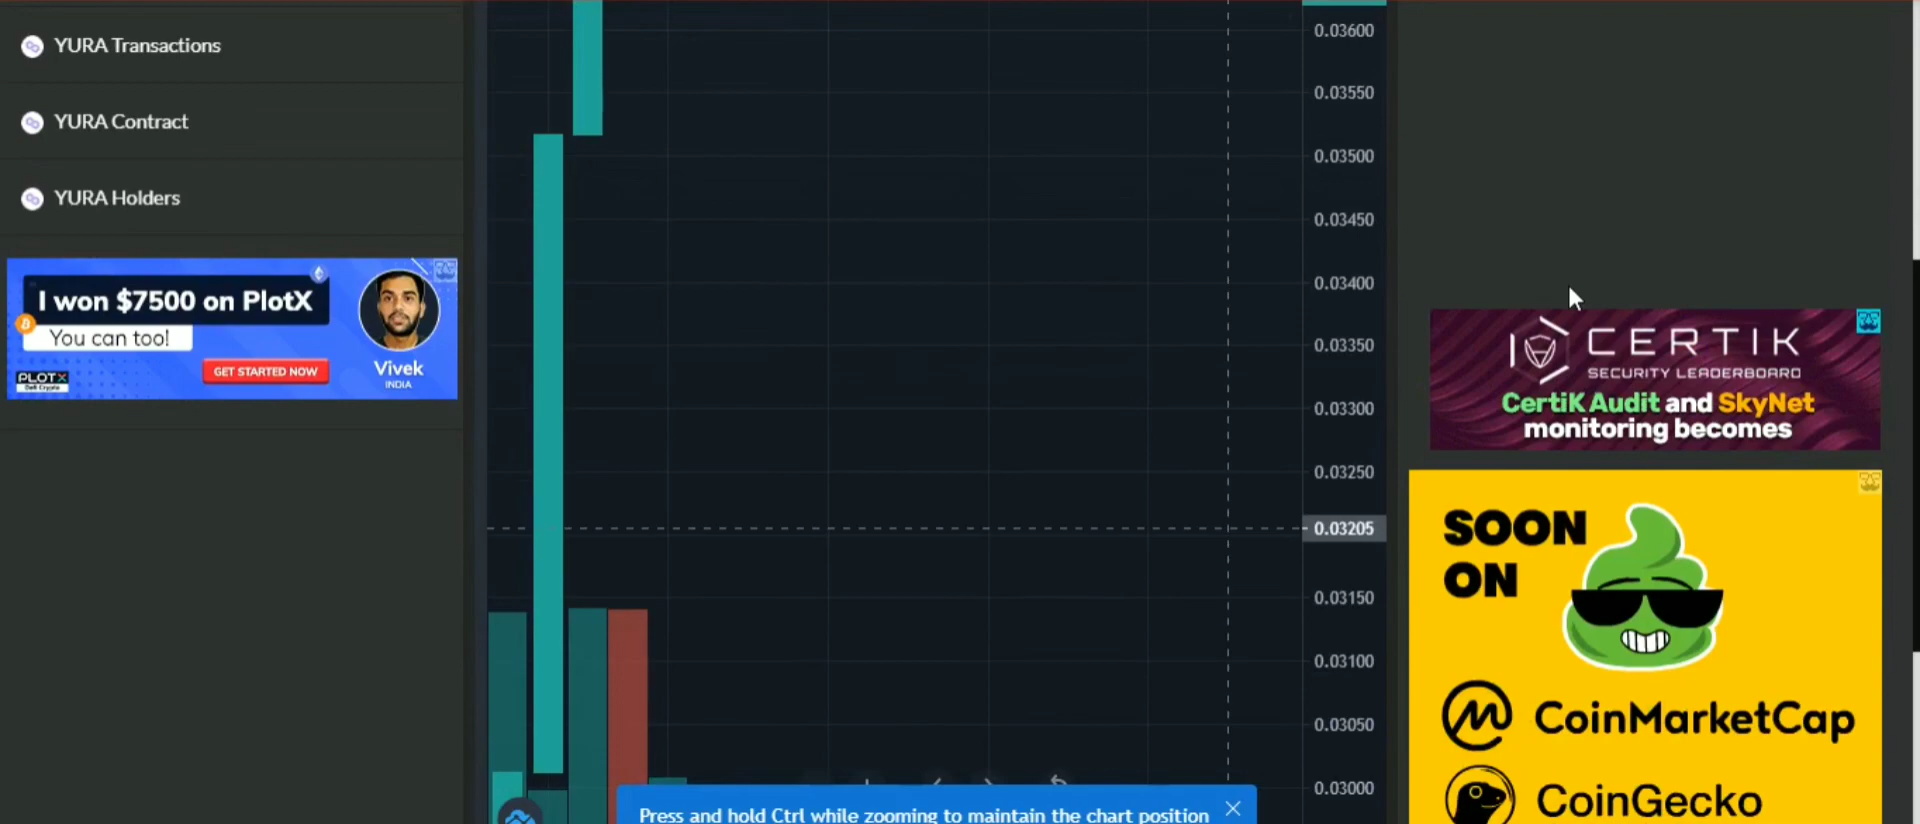 YURA Transactions
YURA Contract
YURA Holders
I won $7500 on PlotX
You can too!
GET STARTED NOW
PLOTX
Vivek
INDIA
0.03600
0.03550
0.03500
0.03450
0.03400
0.03350
0.03300
0.03250
0.03205
0.03150
0.03100
0.03050
0.03000
Press and hold Ctrl while zooming to maintain the chart position
CERTIK
SECURITY LEADERBOARD
CertiK Audit and SkyNet
monitoring becomes
SOON
ON
CoinMarketCap
CoinGecko